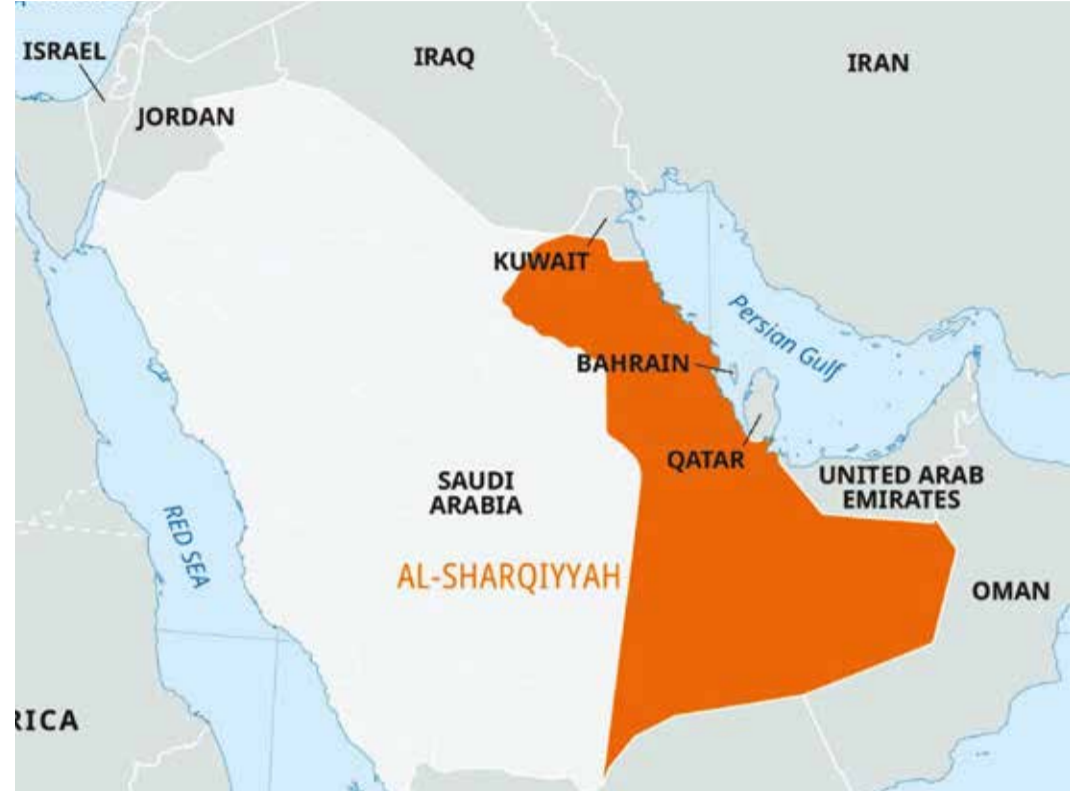 ISRAEL
IRAQ
IRAN
JORDAN
KUWAIT
Persian Gulf
BAHRAIN
QATAR
SAUDI
ARABIA
UNITED ARAB
EMIRATES
RED SEA
AL-SHARQIYYAH
OMAN
RICA